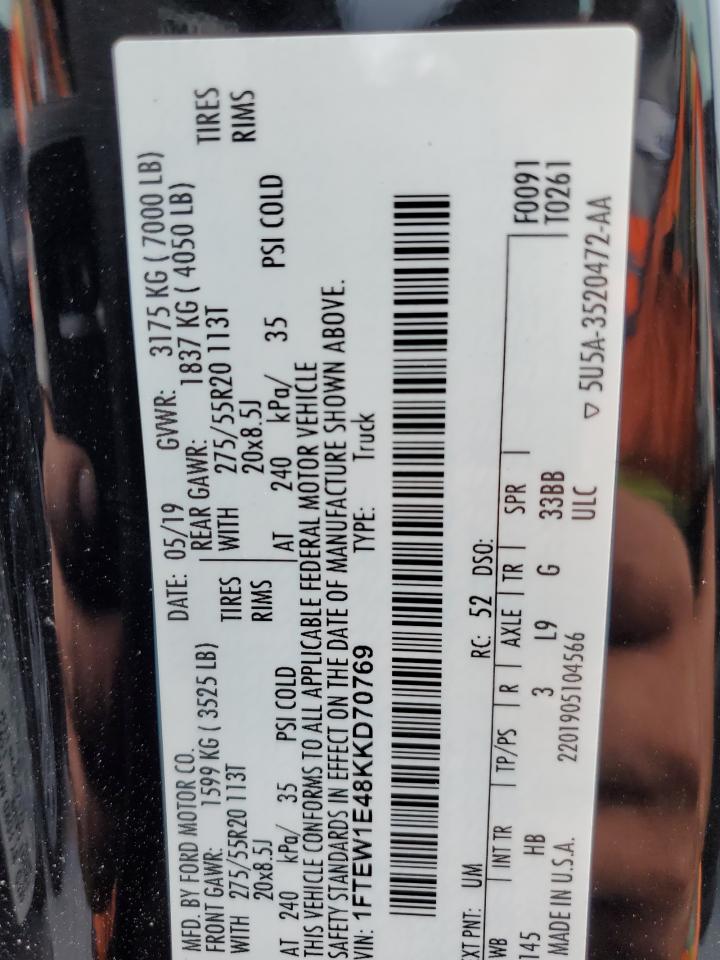 MFD. BY FORD MOTOR CO.
DATE: 05/19 GVWR: 3175 KG ( 7000 LB)
FRONT GAWR: 1599 KG ( 3525 LB)
REAR GAWR: 1837 KG ( 4050 LB)
WITH 275/55R20 113T TIRES
WITH 275/55R20 113T TIRES
20x8.5J RIMS
20x8.5J RIMS
AT 240 kPa/ 35 PSI COLD
AT 240 kPa/ 35 PSI COLD
THIS VEHICLE CONFORMS TO ALL APPLICABLE FEDERAL MOTOR VEHICLE
SAFETY STANDARDS IN EFFECT ON THE DATE OF MANUFACTURE SHOWN ABOVE.
VIN: 1FTEW1E48KKD70769 TYPE: Truck
XT PNT: UM RC: 52 DSO:
F0091
T0261
WB INT TR TP/PS R AXLE TR SPR
145 HB 3 L9 G 33BB
MADE IN U.S.A. 2201905104566 ULC
▽ 5U5A-3520472-AA